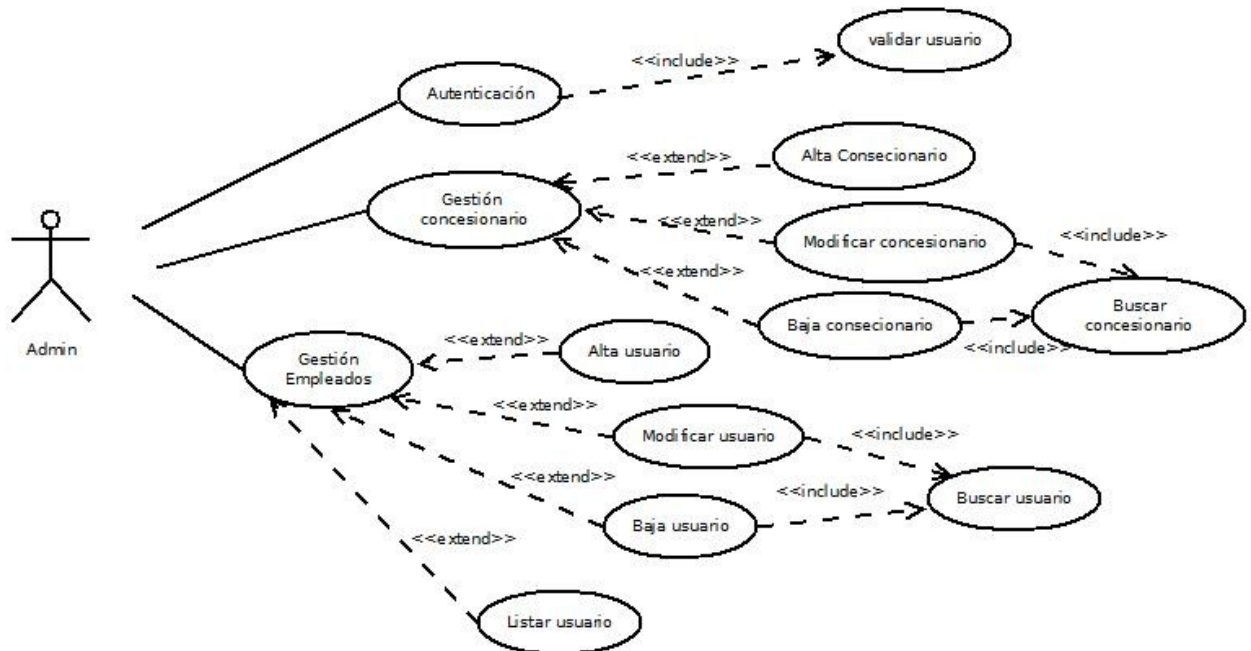 validar usuario
<<include>>
Autenticación
<<extend>>
Alta Consecionario
Gestión
concesionario
<<extend>>
Modificar concesionario
<<include>>
<<extend>>
Buscar
concesionario
Baja consecionario
<<include>>
Admin
Gestión
Empleados
<<extend>>
Alta usuario
<<extend>>
Modificar usuario
<<include>>
<<extend>>
<<include>>
Buscar usuario
Baja usuario
<<extend>>
Listar usuario